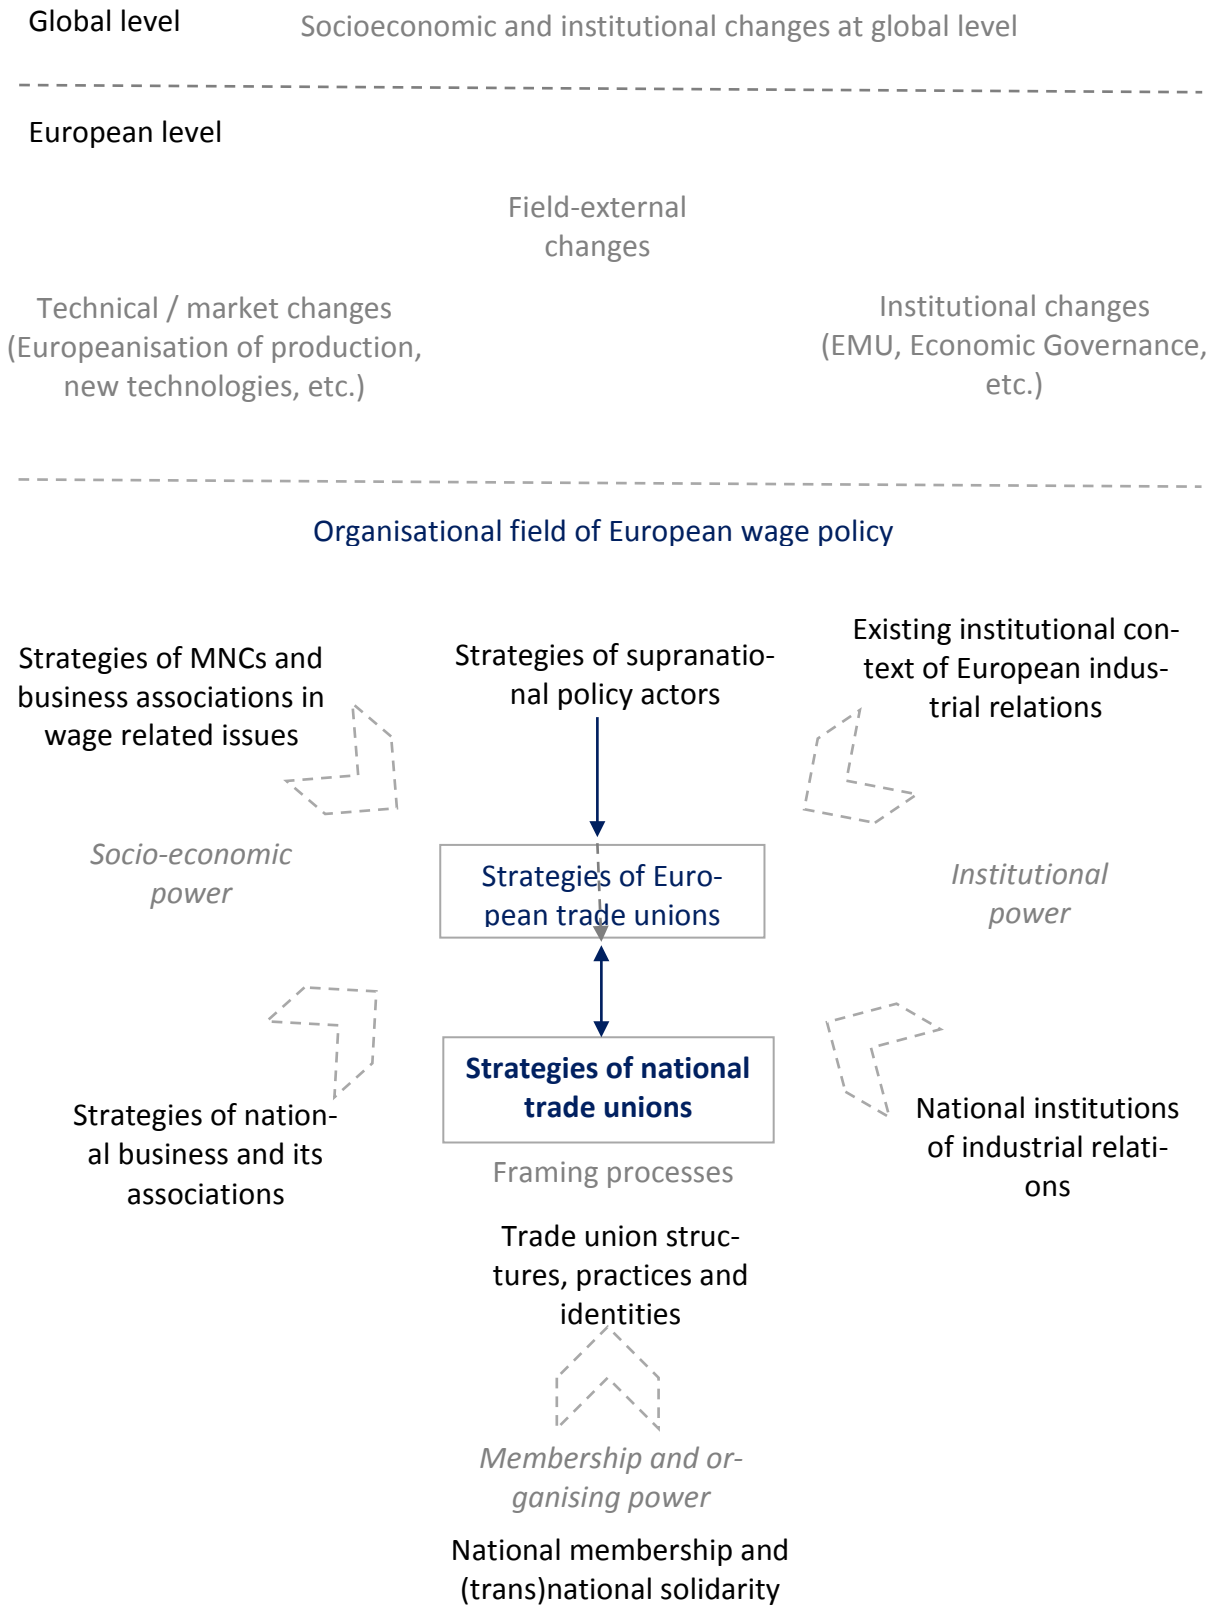 Global level
Socioeconomic and institutional changes at global level
European level
Field-external
changes
Technical / market changes
(Europeanisation of production,
new technologies, etc.)
Institutional changes
(EMU, Economic Governance,
etc.)
Organisational field of European wage policy
Strategies of MNCs and
business associations in
wage related issues
Strategies of supranatio-
nal policy actors
Existing institutional con-
text of European indus-
trial relations
Socio-economic
power
Strategies of Euro-
pean trade unions
Institutional
power
Strategies of national
trade unions
Strategies of nation-
al business and its
associations
National institutions
of industrial relati-
ons
Framing processes
Trade union struc-
tures, practices and
identities
Membership and or-
ganising power
National membership and
(trans)national solidarity